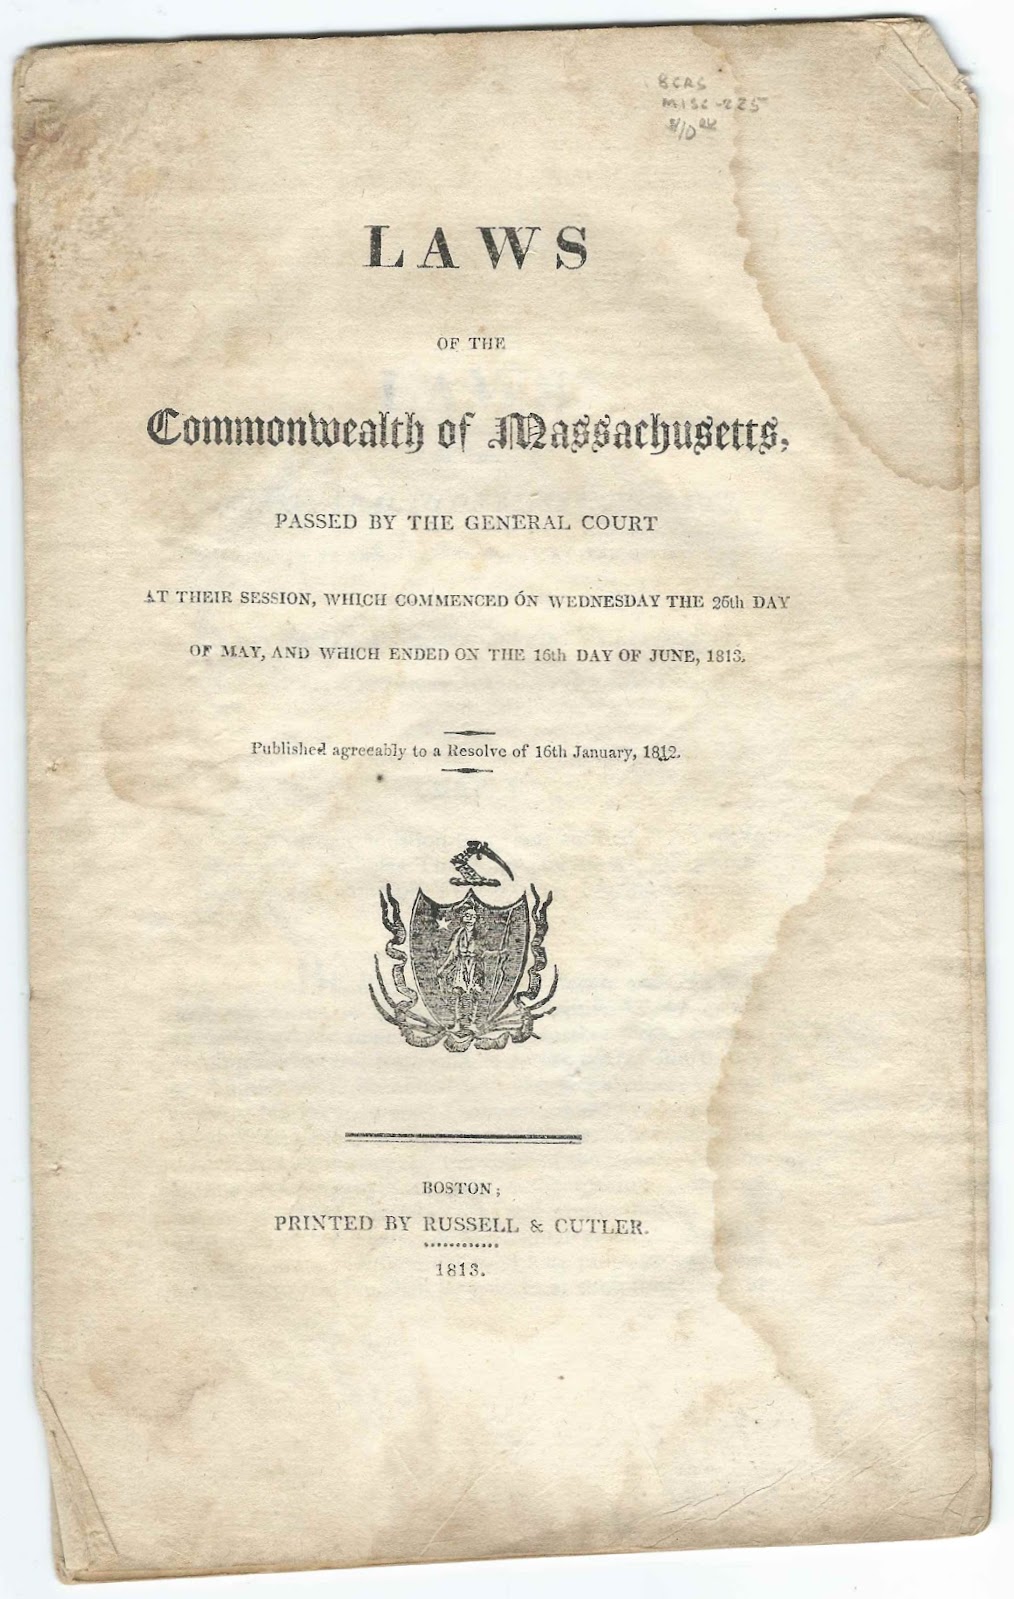 BCRS
MISC-225
LAWS
OF THE
Commonwealth of Massachusetts,
PASSED BY THE GENERAL COURT
AT THEIR SESSION, WHICH COMMENCED ON WEDNESDAY THE 26th DAY
OF MAY, AND WHICH ENDED ON THE 16th DAY OF JUNE, 1813.
Published agreeably to a Resolve of 16th January, 1812.
BOSTON;
PRINTED BY RUSSELL & CUTLER.
1813.